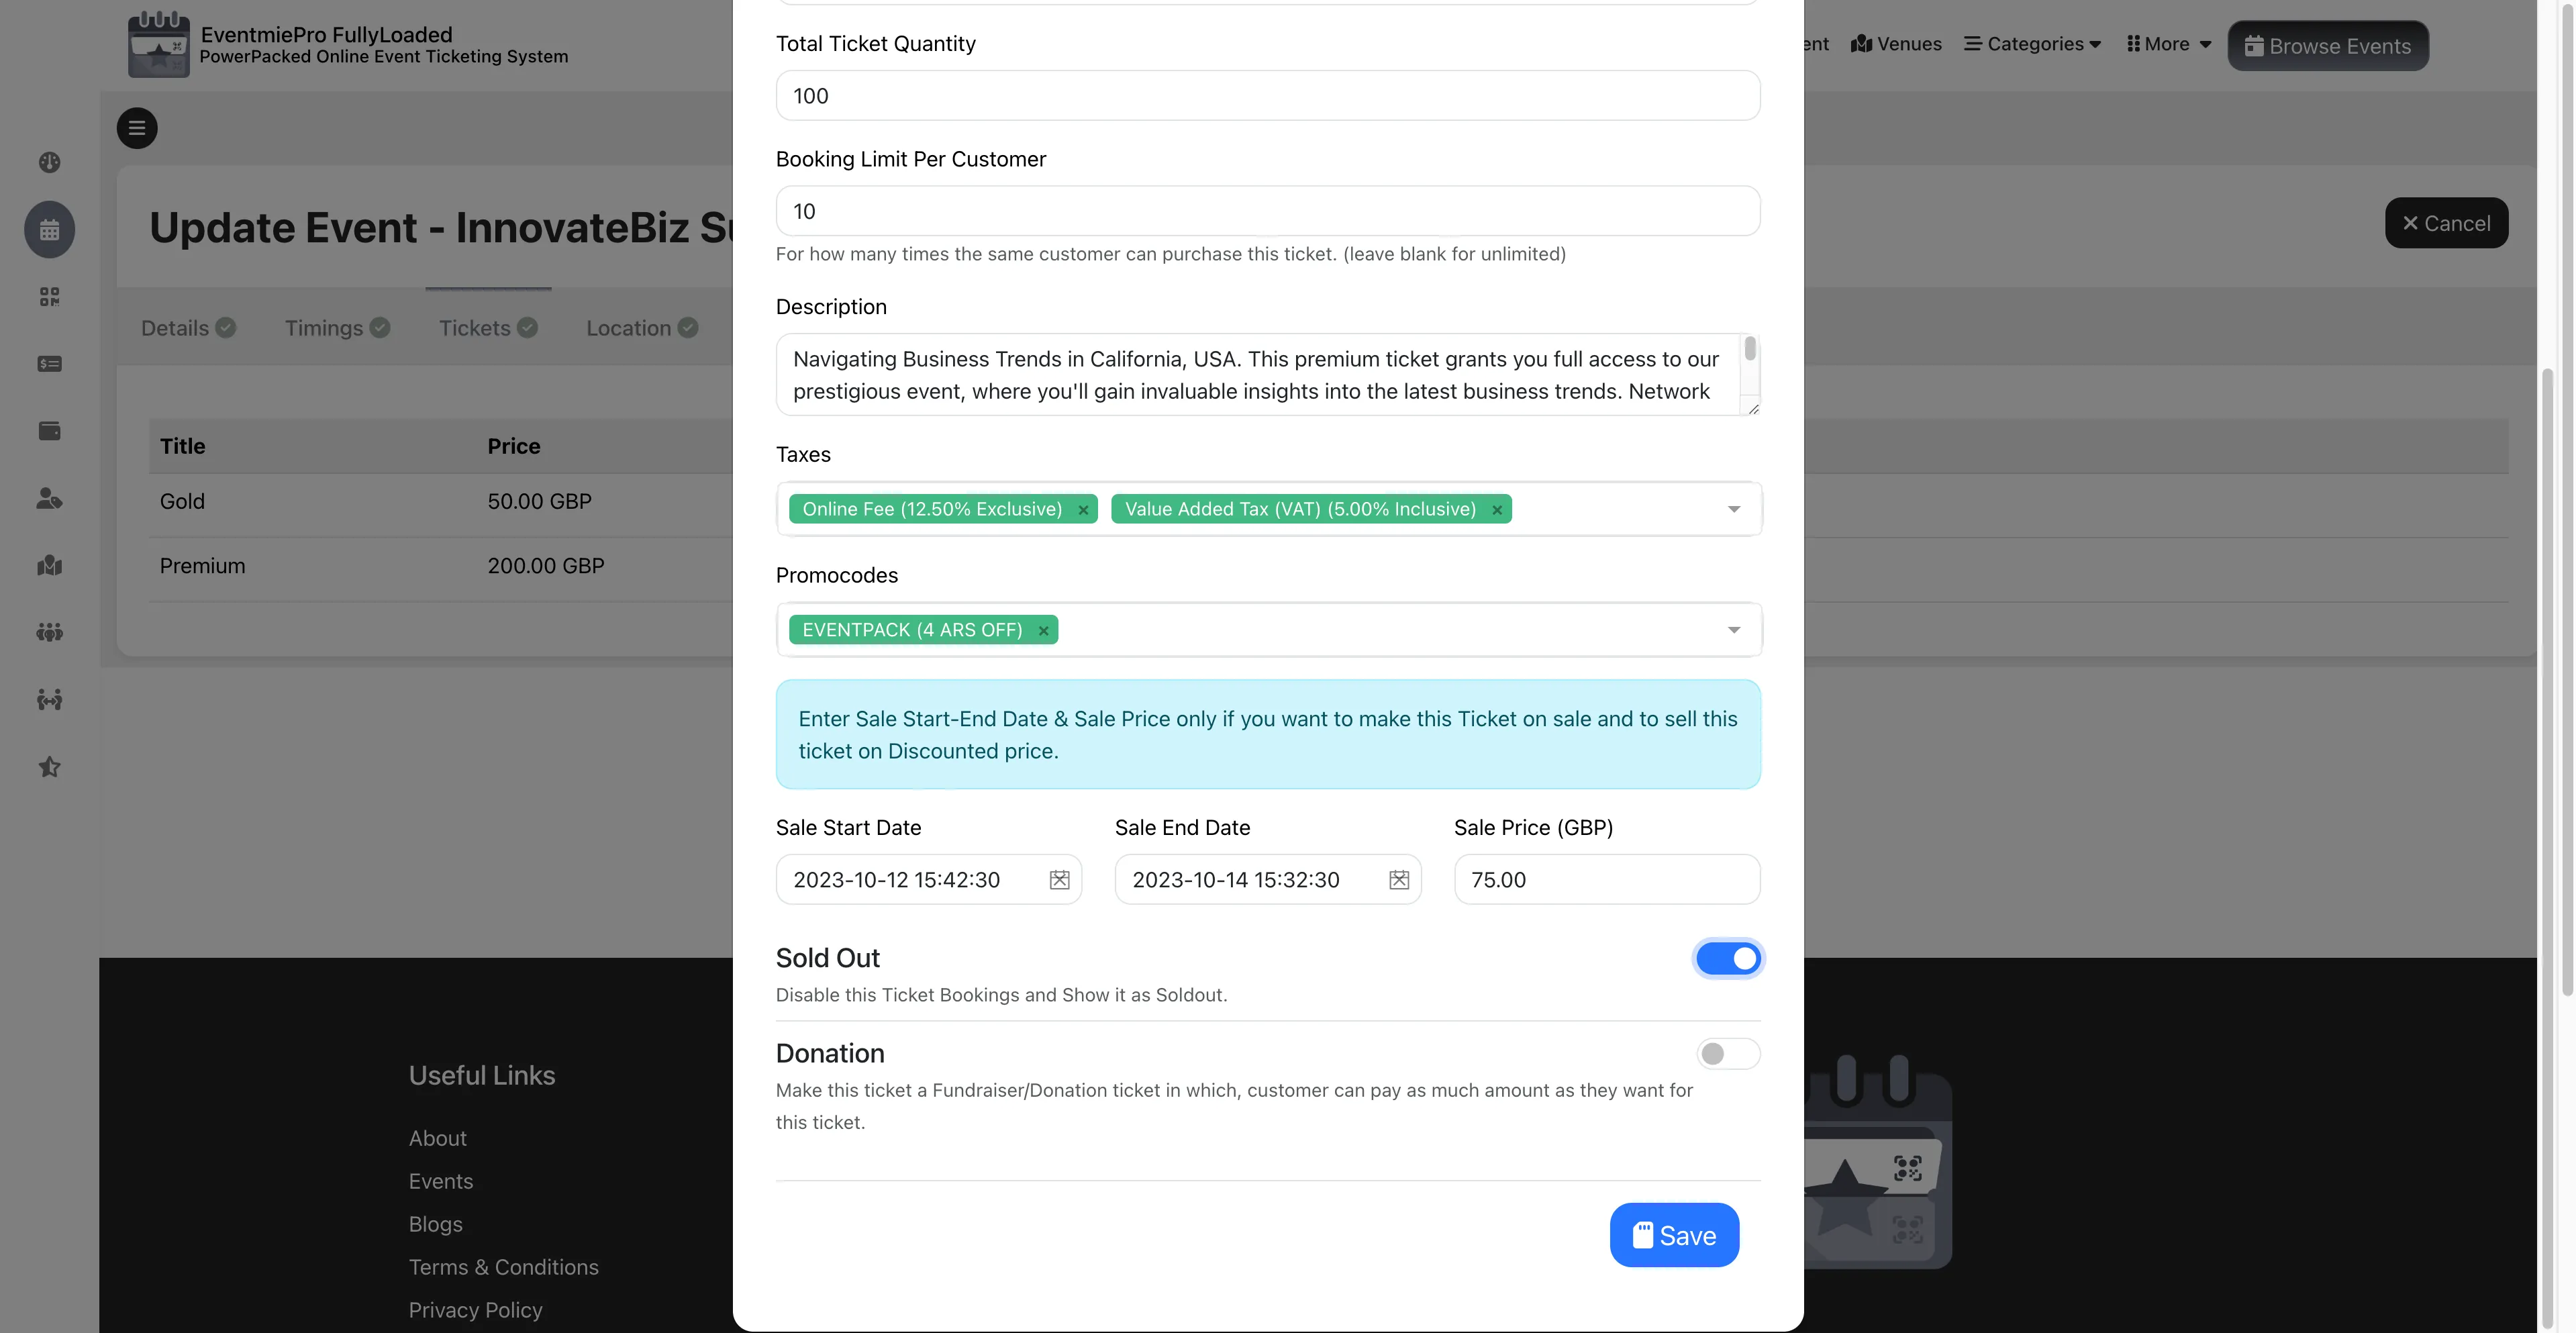 EventmiePro FullyLoaded
PowerPacked Online Event Ticketing System
Venues
Categories
More
Browse Events
Update Event - InnovateBiz
Cancel
Details
Timings
Tickets
Location
Title Price
Gold 50.00 GBP
Premium 200.00 GBP
Total Ticket Quantity
100
Booking Limit Per Customer
10
For how many times the same customer can purchase this ticket. (leave blank for unlimited)
Description
Navigating Business Trends in California, USA. This premium ticket grants you full access to our
prestigious event, where you'll gain invaluable insights into the latest business trends. Network
Taxes
Online Fee (12.50% Exclusive) × Value Added Tax (VAT) (5.00% Inclusive) ×
Promocodes
EVENTPACK (4 ARS OFF) ×
Enter Sale Start-End Date & Sale Price only if you want to make this Ticket on sale and to sell this
ticket on Discounted price.
Sale Start Date Sale End Date Sale Price (GBP)
2023-10-12 15:42:30 2023-10-14 15:32:30 75.00
Sold Out
Disable this Ticket Bookings and Show it as Soldout.
Donation
Make this ticket a Fundraiser/Donation ticket in which, customer can pay as much amount as they want for
this ticket.
Save
Useful Links
About
Events
Blogs
Terms & Conditions
Privacy Policy